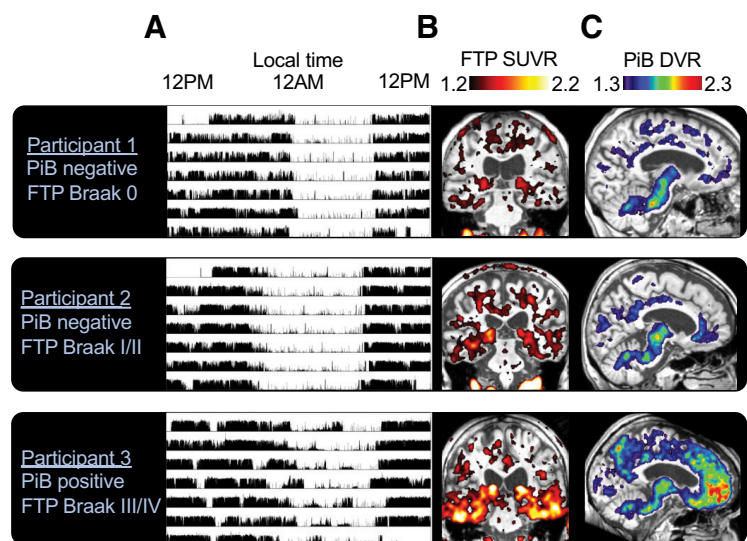 A
B
C
Local time
12PM 12AM 12PM
FTP SUVR
1.2 2.2
PiB DVR
1.3 2.3
Participant 1
PiB negative
FTP Braak 0
Participant 2
PiB negative
FTP Braak I/II
Participant 3
PiB positive
FTP Braak III/IV